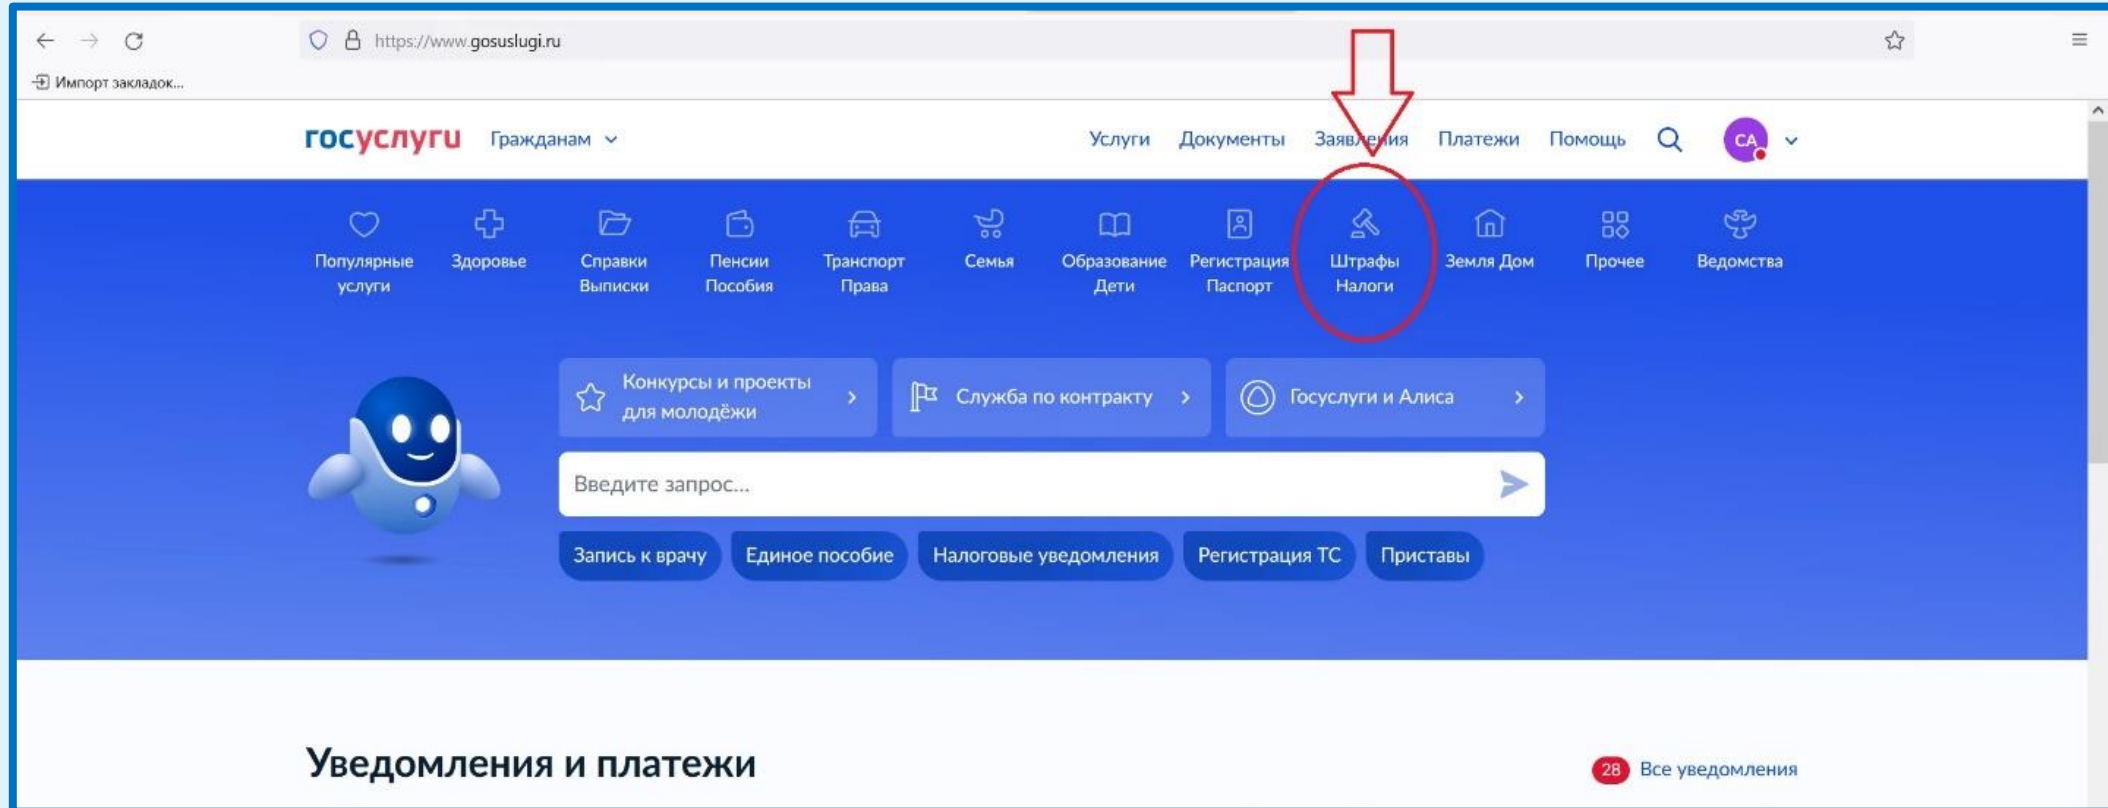 https://www.gosuslugi.ru
Импорт закладок...
госуслуги Гражданам Услуги Документы Заявления Платежи Помощь СА
Популярные услуги
Здоровье
Справки Выписки
Пенсии Пособия
Транспорт Права
Семья
Образование Дети
Регистрация Паспорт
Штрафы Налоги
Земля Дом
Прочее
Ведомства
Конкурсы и проекты
для молодёжи
Служба по контракту
Госуслуги и Алиса
Введите запрос...
Запись к врачу Единое пособие Налоговые уведомления Регистрация ТС Приставы
Уведомления и платежи
28 Все уведомления